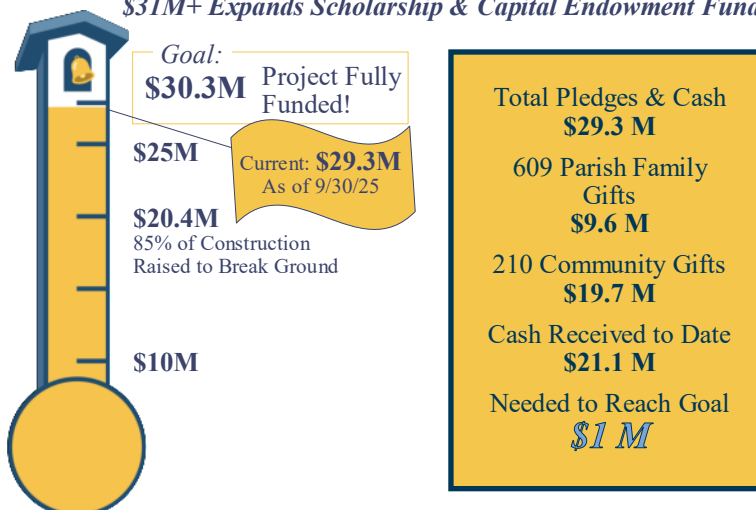 $31M+ Expands Scholarship & Capital Endowment
Goal:
$30.3M
Project Fully
Funded!
Current: $29.3M
As of 9/30/25
$25M
$20.4M
85% of Construction
Raised to Break Ground
$10M
Total Pledges & Cash
$29.3 M
609 Parish Family
Gifts
$9.6 M
210 Community Gifts
$19.7 M
Cash Received to Date
$21.1 M
Needed to Reach Goal
$1 M